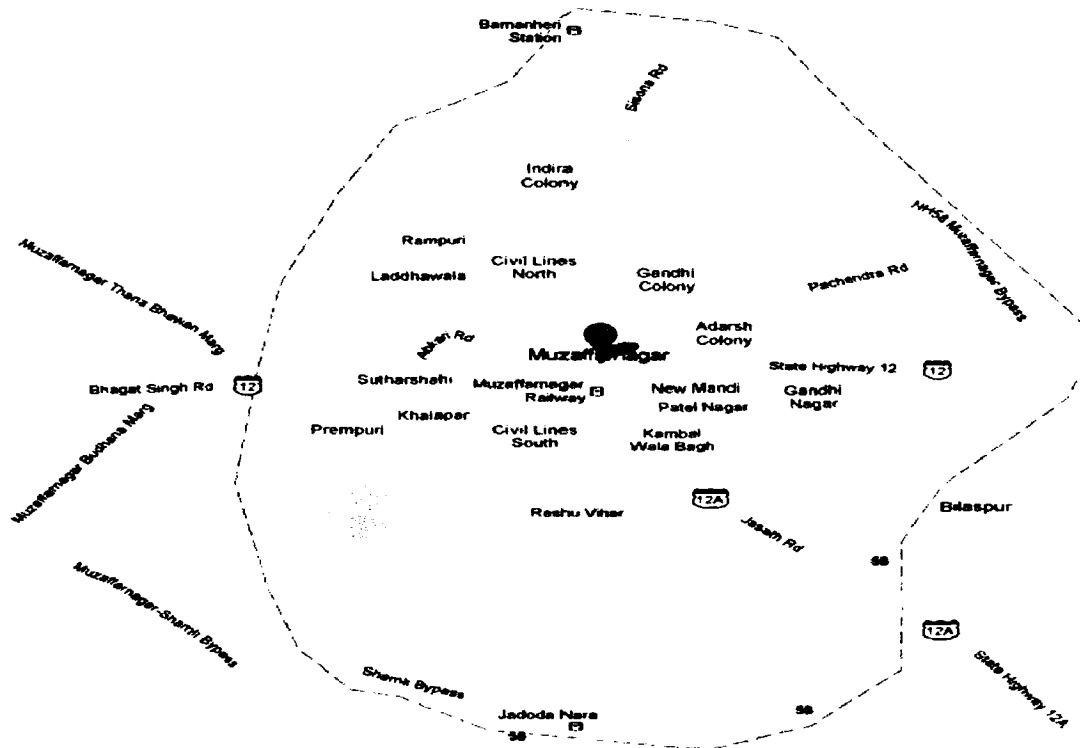 Bamanheri
Station
Sisona Rd
Indira
Colony
NH58 Muzaffarnagar Bypass
Rampuri
Civil Lines
North
Laddhawala
Gandhi
Colony
Pachendra Rd
Muzaffarnagar Thana Bhawan Marg
Abkari Rd
Adarsh
Colony
Muzaffarnagar
State Highway 12
12
Bhagat Singh Rd
12
Sutharshahi
Muzaffarnagar
Railway
New Mandi
Gandhi
Nagar
Patel Nagar
Khalapar
Prempuri
Civil Lines
South
Kambal
Wala Bagh
Muzaffarnagar Budhana Marg
12A
Reshu Vihar
Jasath Rd
Bilaspur
58
Muzaffarnagar-Shamli Bypass
12A
State Highway 12A
Shamli Bypass
Jadoda Nara
58
58